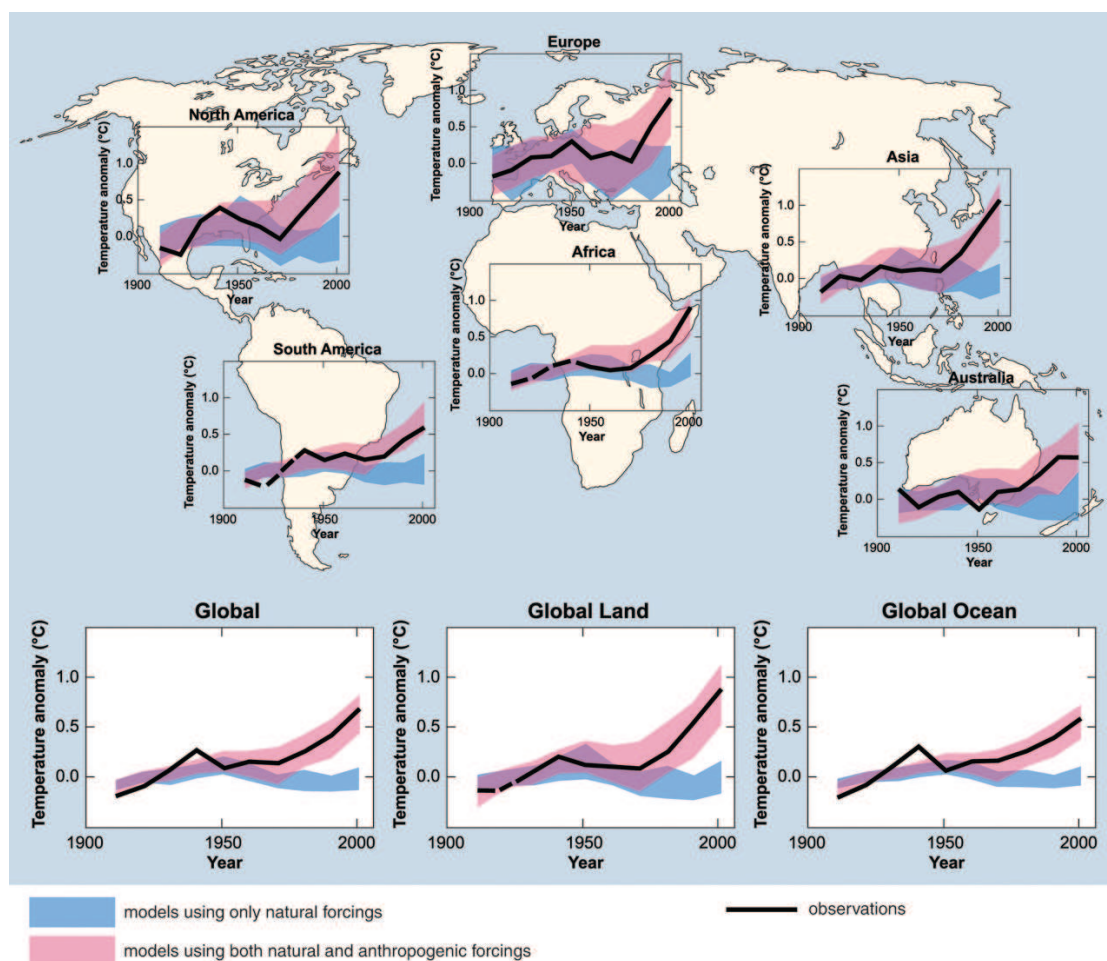 Europe
Temperature anomaly (°C)
1.0
0.5
0.0
1900
1950
2000
Year
North America
Temperature anomaly (°C)
1.0
0.5
0.0
1900
1950
2000
Year
Asia
Temperature anomaly (°C)
1.0
0.5
0.0
1900
1950
2000
Year
Africa
Temperature anomaly (°C)
1.0
0.5
0.0
1900
1950
2000
Year
South America
Temperature anomaly (°C)
1.0
0.5
0.0
1900
1950
2000
Year
Australia
Temperature anomaly (°C)
1.0
0.5
0.0
1900
1950
2000
Year
Global
Temperature anomaly (°C)
1.0
0.5
0.0
1900
1950
2000
Year
Global Land
Temperature anomaly (°C)
1.0
0.5
0.0
1900
1950
2000
Year
Global Ocean
Temperature anomaly (°C)
1.0
0.5
0.0
1900
1950
2000
Year
models using only natural forcings
observations
models using both natural and anthropogenic forcings